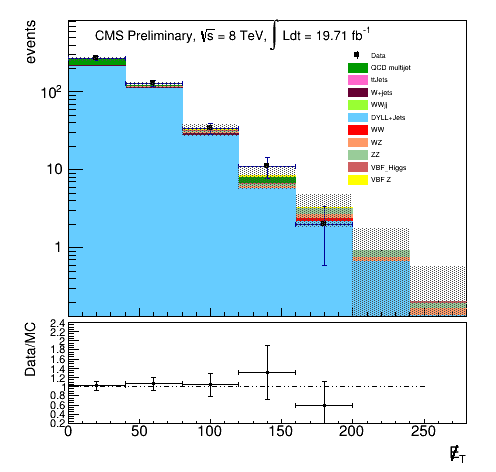 CMS Preliminary, √s = 8 TeV, ∫ Ldt = 19.71 fb⁻¹
events
Data
QCD multijet
ttJets
W+jets
WWjj
DYLL+Jets
WW
WZ
ZZ
VBF_Higgs
VBF Z
10²
10
1
Data/MC
2.4
2.2
2
1.8
1.6
1.4
1.2
1
0.8
0.6
0.4
0.2
0 50 100 150 200 250
E̸_T